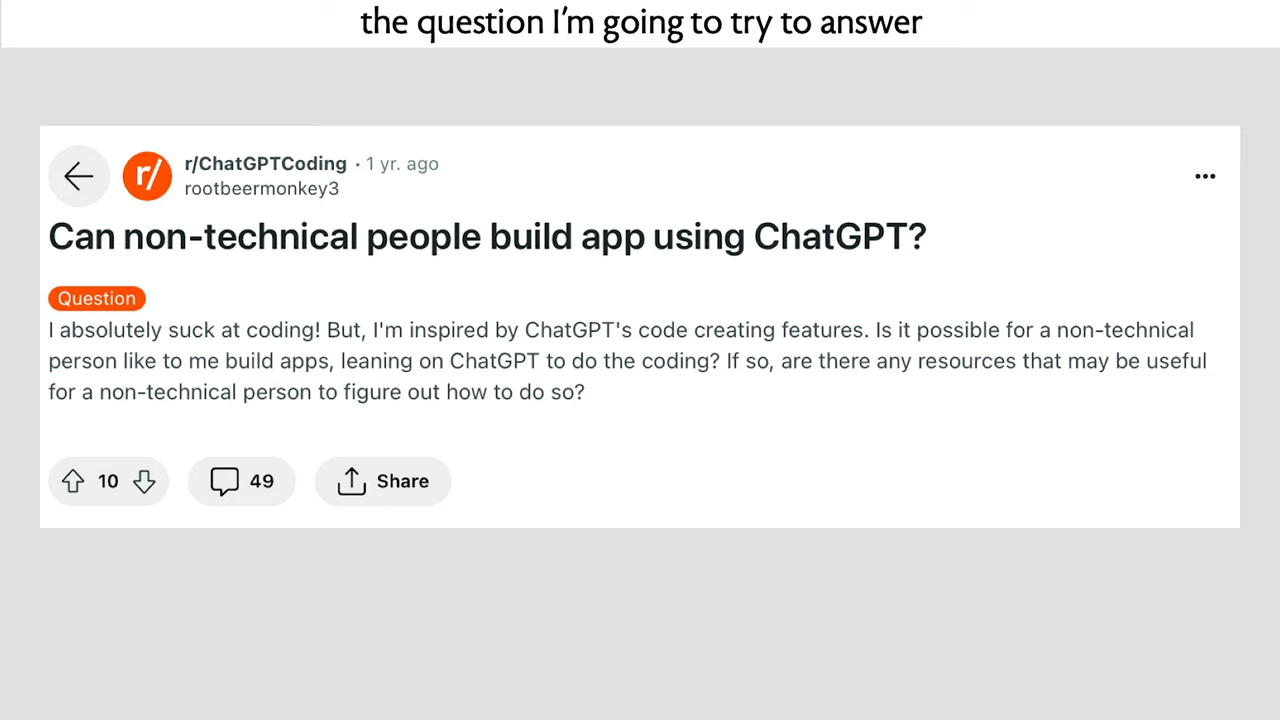 the question I'm going to try to answer
r/ r/ChatGPTCoding • 1 yr. ago
rootbeermonkey3
Can non-technical people build app using ChatGPT?
Question
I absolutely suck at coding! But, I'm inspired by ChatGPT's code creating features. Is it possible for a non-technical
person like to me build apps, leaning on ChatGPT to do the coding? If so, are there any resources that may be useful
for a non-technical person to figure out how to do so?
10 49 Share